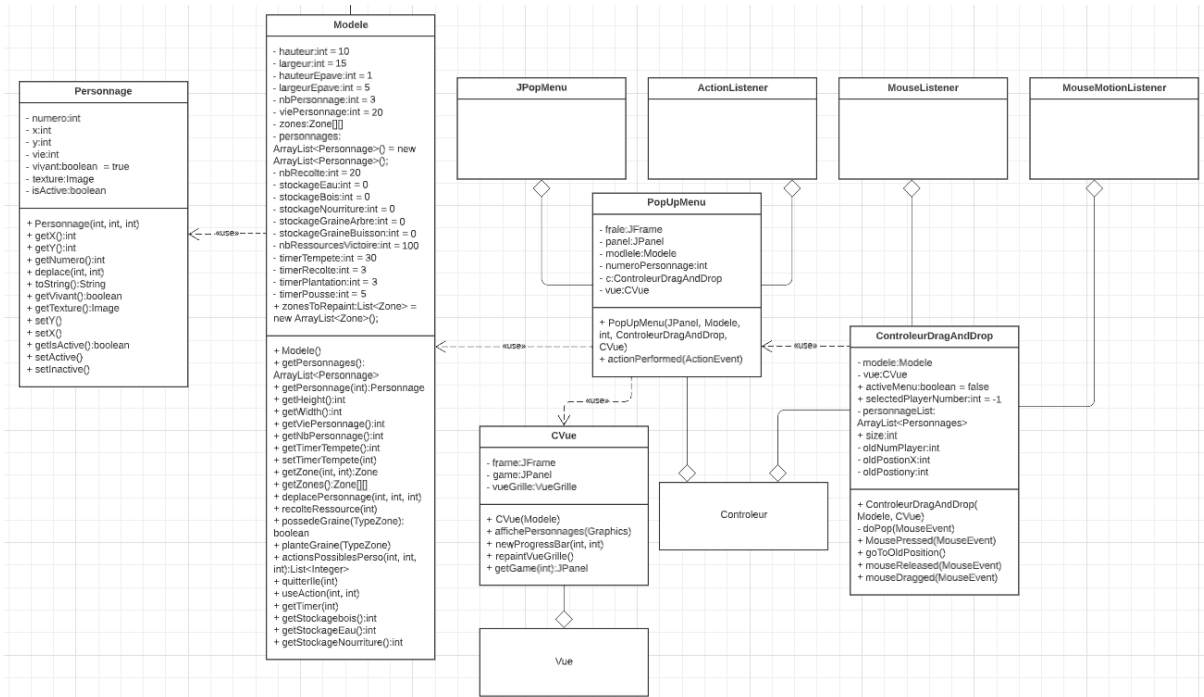 Personnage
- numero:int
- x:int
- y:int
- vie:int
- vivant:boolean = true
- texture:Image
- isActive:boolean
+ Personnage(int, int, int)
+ getX():int
+ getY():int
+ getNumero():int
+ deplace(int, int)
+ toString():String
+ getVivant():boolean
+ getTexture():Image
+ setY()
+ setX()
+ getIsActive():boolean
+ setActive()
+ setInactive()
«use»
Modele
- hauteur:int = 10
- largeur:int = 15
- hauteurEpave:int = 1
- largeurEpave:int = 5
- nbPersonnage:int = 3
- viePersonnage:int = 20
- zones:Zone[][]
- personnages:
ArrayList<Personnage>() = new
ArrayList<Personnage>();
- nbRecolte:int = 20
- stockageEau:int = 0
- stockageBois:int = 0
- stockageNourriture:int = 0
- stockageGraineArbre:int = 0
- stockageGraineBuisson:int = 0
- nbRessourcesVictoire:int = 100
- timerTempete:int = 30
- timerRecolte:int = 3
- timerPlantation:int = 3
- timerPousse:int = 5
+ zonesToRepaint:List<Zone> =
new ArrayList<Zone>();
+ Modele()
+ getPersonnages():
ArrayList<Personnage>
+ getPersonnage(int):Personnage
+ getHeight():int
+ getWidth():int
+ getViePersonnage():int
+ getNbPersonnage():int
+ getTimerTempete():int
+ setTimerTempete(int)
+ getZone(int, int):Zone
+ getZones():Zone[][]
+ deplacePersonnage(int, int, int)
+ recolteRessource(int)
+ possedeGraine(TypeZone):
boolean
+ planteGraine(TypeZone)
+ actionsPossiblesPerso(int, int,
int):List<Integer>
+ quitterIle(int)
+ useAction(int, int)
+ getTimer(int)
+ getStockagebois():int
+ getStockageEau():int
+ getStockageNourriture():int
JPopMenu
ActionListener
MouseListener
MouseMotionListener
PopUpMenu
- frale:JFrame
- panel:JPanel
- modlele:Modele
- numeroPersonnage:int
- c:ControleurDragAndDrop
- vue:CVue
+ PopUpMenu(JPanel, Modele,
int, ControleurDragAndDrop,
CVue)
+ actionPerformed(ActionEvent)
«use»
«use»
«use»
ControleurDragAndDrop
- modele:Modele
- vue:CVue
+ activeMenu:boolean = false
+ selectedPlayerNumber:int = -1
- personnageList:
ArrayList<Personnages>
+ size:int
- oldNumPlayer:int
- oldPostionX:int
- oldPostiony:int
+ ControleurDragAndDrop(
Modele, CVue)
- doPop(MouseEvent)
+ MousePressed(MouseEvent)
+ goToOldPosition()
+ mouseReleased(MouseEvent)
+ mouseDragged(MouseEvent)
CVue
- frame:JFrame
- game:JPanel
- vueGrille:VueGrille
+ CVue(Modele)
+ affichePersonnages(Graphics)
+ newProgressBar(int, int)
+ repaintVueGrille()
+ getGame(int):JPanel
Controleur
Vue